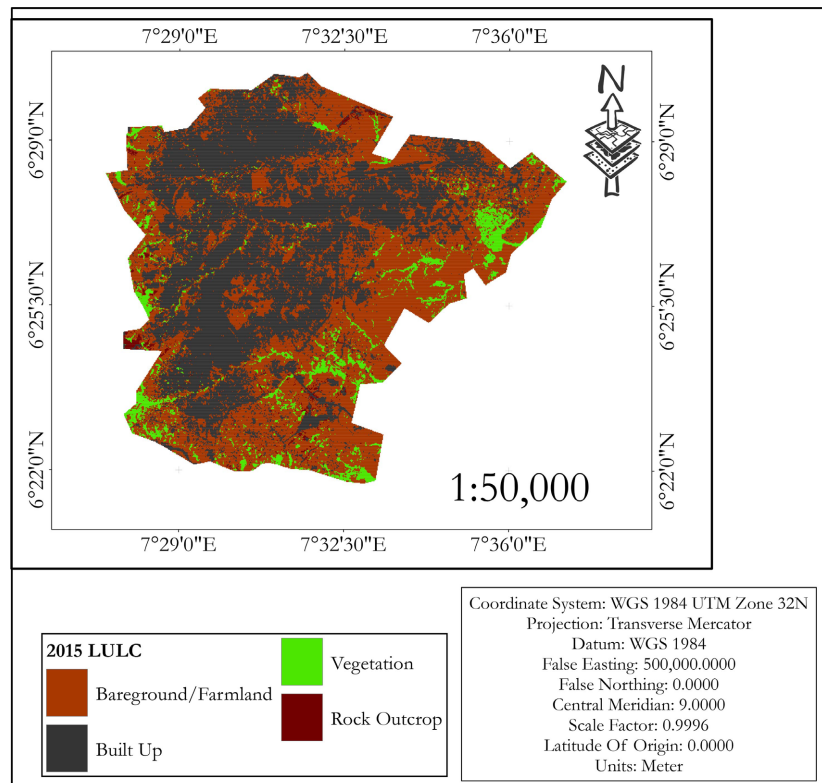 7°29'0"E 7°32'30"E 7°36'0"E
N
6°29'0"N 6°29'0"N
6°25'30"N 6°25'30"N
6°22'0"N 6°22'0"N
1:50,000
7°29'0"E 7°32'30"E 7°36'0"E
2015 LULC
Bareground/Farmland
Built Up
Vegetation
Rock Outcrop
Coordinate System: WGS 1984 UTM Zone 32N
Projection: Transverse Mercator
Datum: WGS 1984
False Easting: 500,000.0000
False Northing: 0.0000
Central Meridian: 9.0000
Scale Factor: 0.9996
Latitude Of Origin: 0.0000
Units: Meter